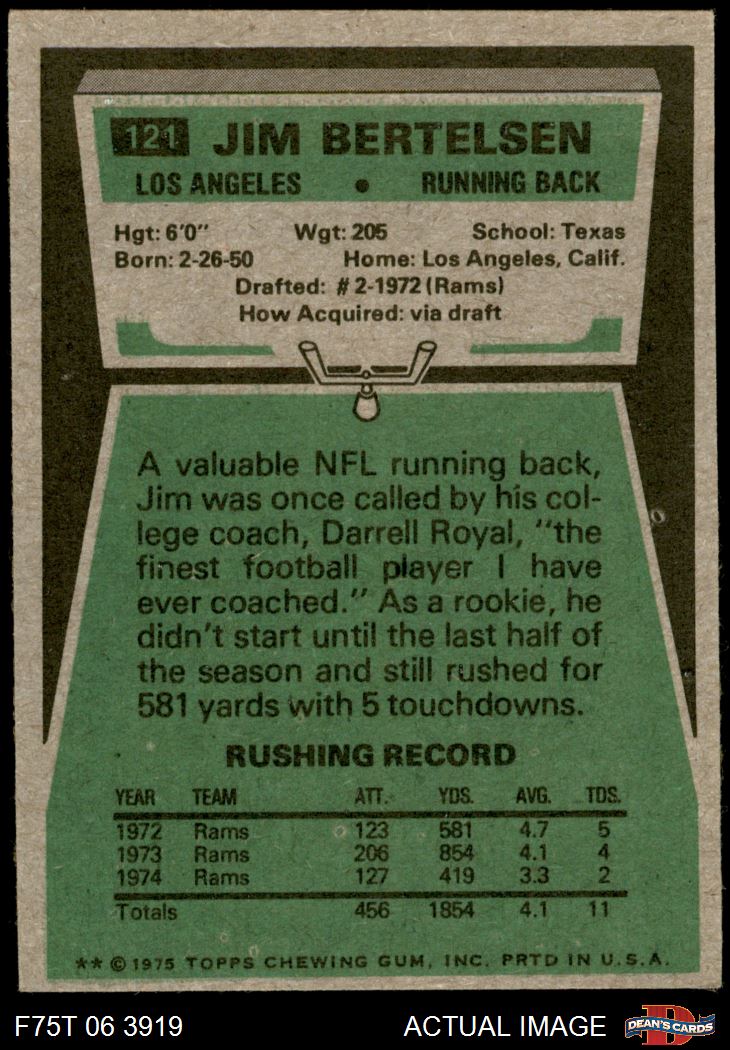 121 JIM BERTELSEN
LOS ANGELES • RUNNING BACK
Hgt: 6'0" Wgt: 205 School: Texas
Born: 2-26-50 Home: Los Angeles, Calif.
Drafted: #2-1972 (Rams)
How Acquired: via draft
A valuable NFL running back,
Jim was once called by his col-
lege coach, Darrell Royal, "the
finest football player I have
ever coached." As a rookie, he
didn't start until the last half of
the season and still rushed for
581 yards with 5 touchdowns.
RUSHING RECORD
YEAR TEAM ATT. YDS. AVG. TDS.
1972 Rams 123 581 4.7 5
1973 Rams 206 854 4.1 4
1974 Rams 127 419 3.3 2
Totals 456 1854 4.1 11
** © 1975 TOPPS CHEWING GUM, INC. PRTD IN U.S.A.
F75T 06 3919 ACTUAL IMAGE D DEAN'S CARDS